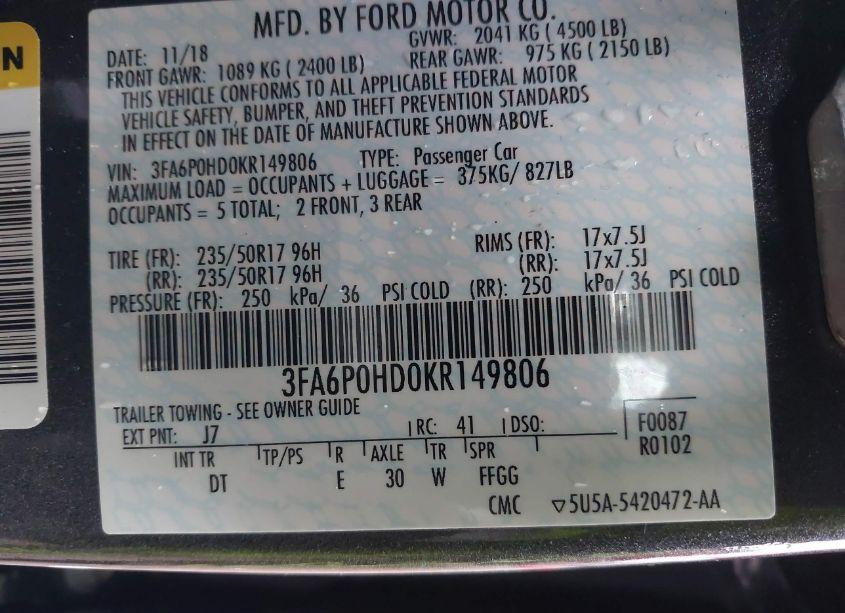 MFD. BY FORD MOTOR CO.
DATE: 11/18 GVWR: 2041 KG ( 4500 LB)
FRONT GAWR: 1089 KG ( 2400 LB) REAR GAWR: 975 KG ( 2150 LB)
THIS VEHICLE CONFORMS TO ALL APPLICABLE FEDERAL MOTOR
VEHICLE SAFETY, BUMPER, AND THEFT PREVENTION STANDARDS
IN EFFECT ON THE DATE OF MANUFACTURE SHOWN ABOVE.
VIN: 3FA6P0HD0KR149806 TYPE: Passenger Car
MAXIMUM LOAD = OCCUPANTS + LUGGAGE = 375KG/ 827LB
OCCUPANTS = 5 TOTAL; 2 FRONT, 3 REAR
TIRE (FR): 235/50R17 96H RIMS (FR): 17x7.5J
(RR): 235/50R17 96H (RR): 17x7.5J
PRESSURE (FR): 250 kPa/ 36 PSI COLD (RR): 250 kPa/ 36 PSI COLD
3FA6P0HD0KR149806
TRAILER TOWING - SEE OWNER GUIDE
EXT PNT: J7 RC: 41 DSO: F0087
R0102
INT TR TP/PS R AXLE TR SPR
DT E 30 W FFGG
CMC ▽5U5A-5420472-AA
N